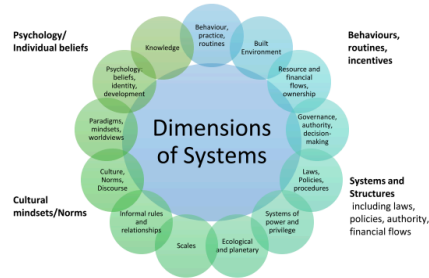 Psychology/
Individual beliefs
Behaviours,
routines,
incentives
Cultural
mindsets/Norms
Systems and
Structures
including laws,
policies, authority,
financial flows
Dimensions
of Systems
Behaviour,
practice,
routines
Built
Environment
Resource and
financial
flows,
ownership
Governance,
authority,
decision-
making
Laws,
Policies,
procedures
Systems of
power and
privilege
Ecological
and planetary
Scales
Informal rules
and
relationships
Culture,
Norms,
Discourse
Paradigms,
mindsets,
worldviews
Psychology-
beliefs,
identity,
development
Knowledge